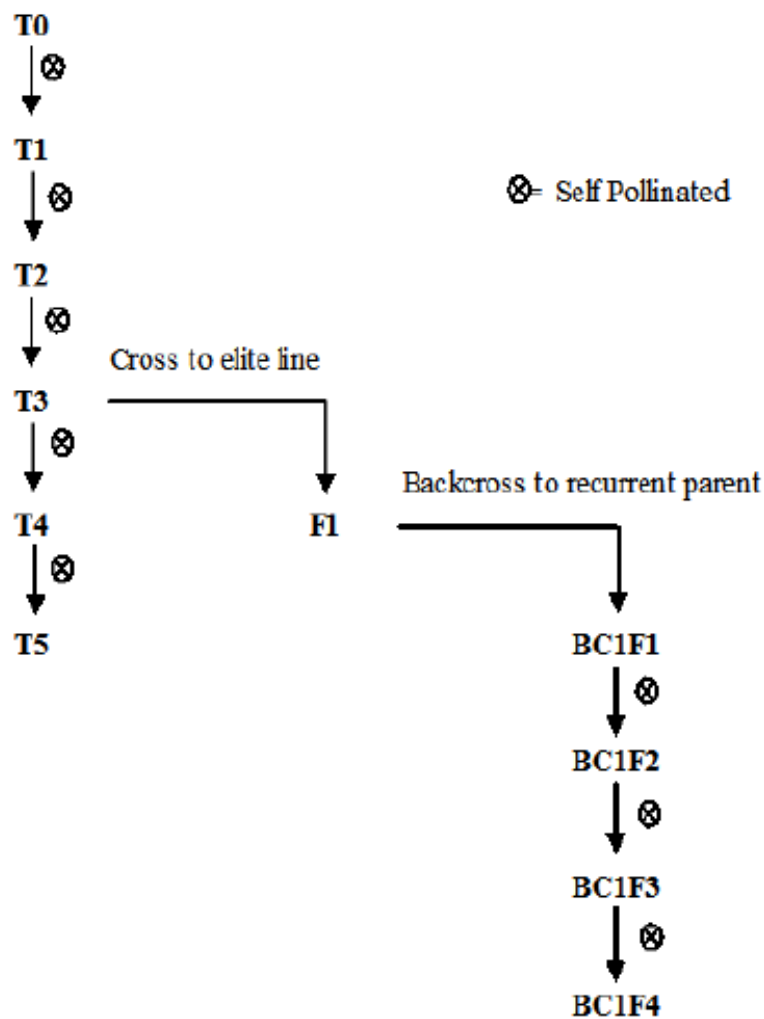 T0
T1
⊗= Self Pollinated
T2
Cross to elite line
T3
Backcross to recurrent parent
T4
F1
T5
BC1F1
BC1F2
BC1F3
BC1F4